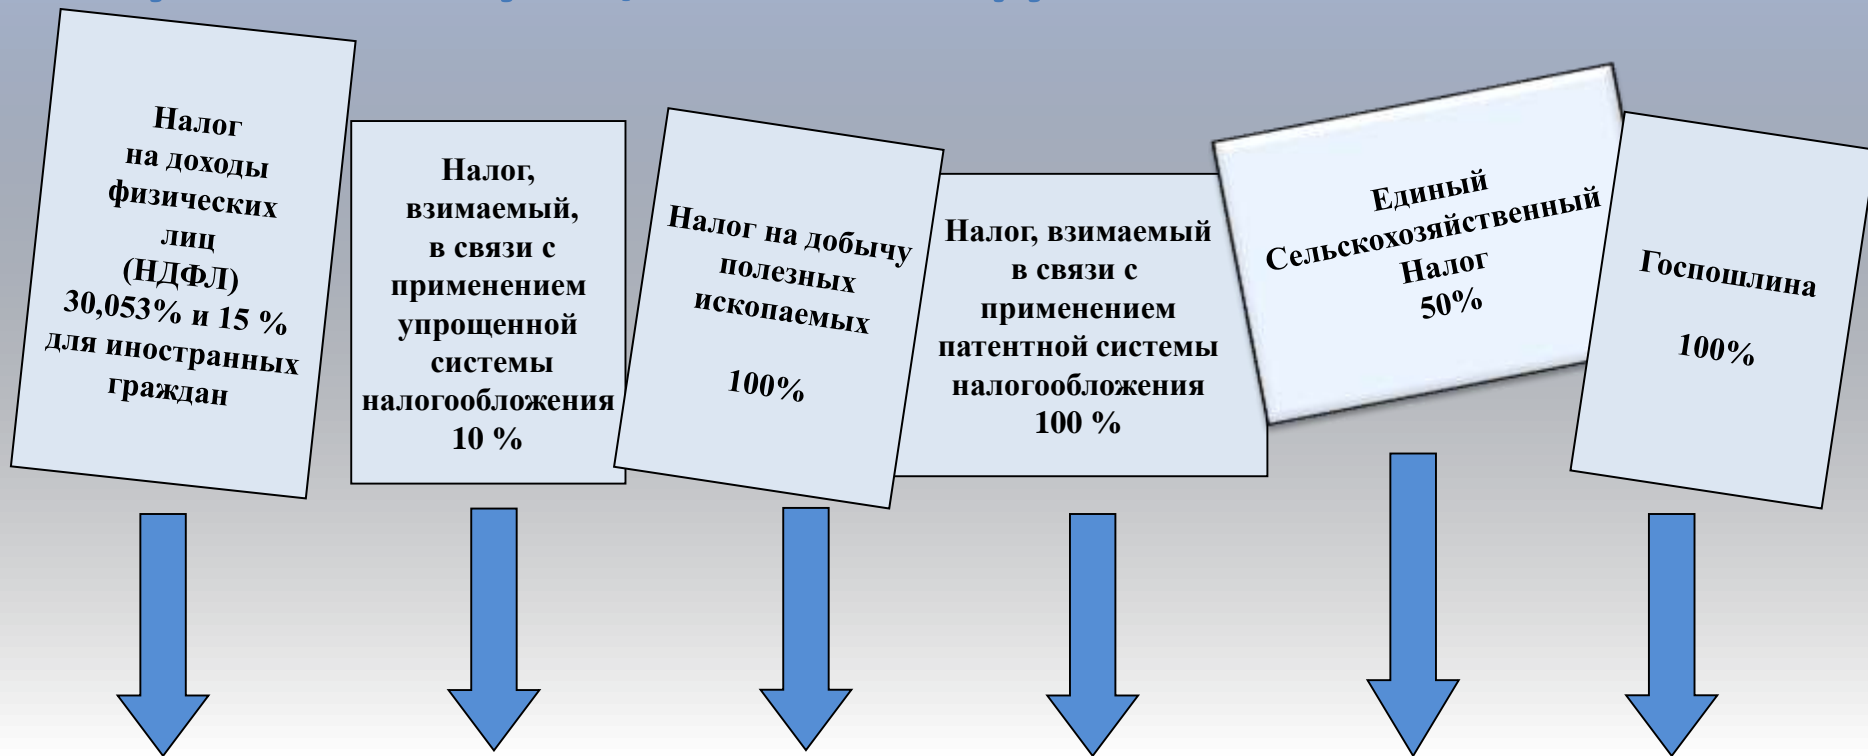 Налог
на доходы
физических
лиц
(НДФЛ)
30,053% и 15 %
для иностранных
граждан
Налог,
взимаемый,
в связи с
применением
упрощенной
системы
налогообложения
10 %
Налог на добычу
полезных
ископаемых
100%
Налог, взимаемый
в связи с
применением
патентной системы
налогообложения
100 %
Единый
Сельскохозяйственный
Налог
50%
Госпошлина
100%